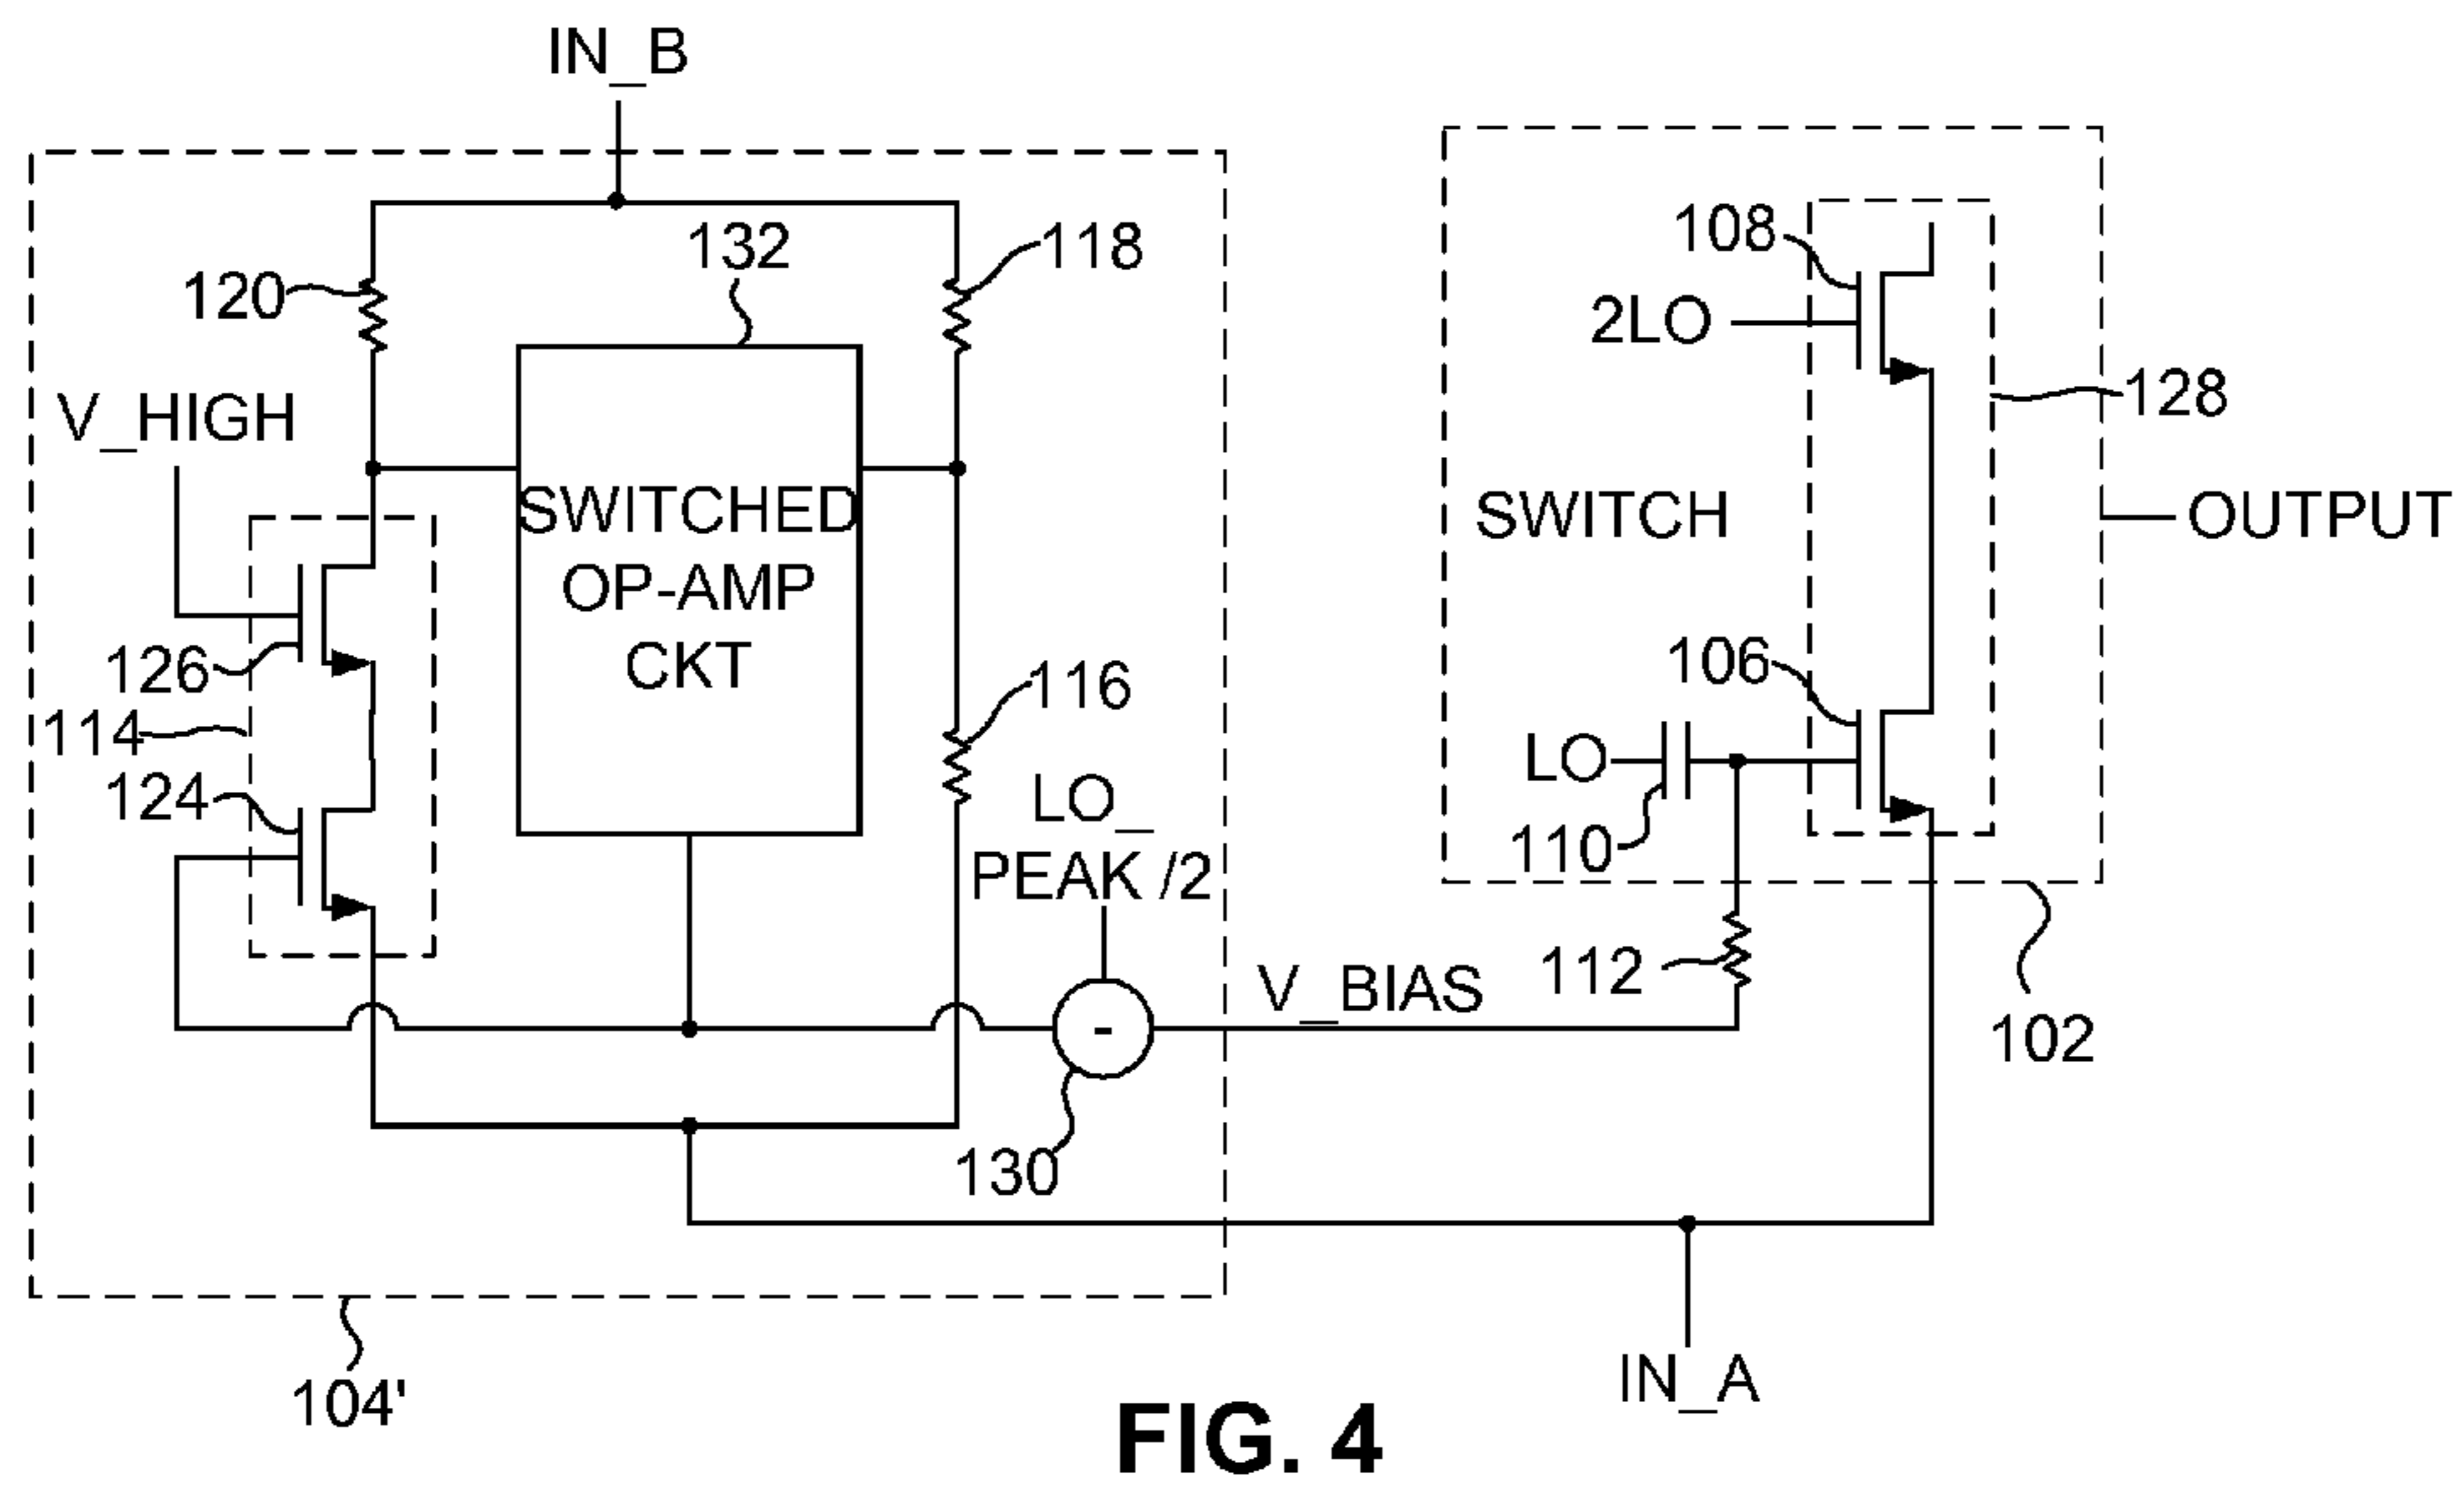 IN_B
132
118
120
108
2LO
V_HIGH
128
SWITCHED
OP-AMP
CKT
SWITCH
OUTPUT
126
116
106
114
124
LO_
PEAK /2
LO
110
V_BIAS
112
-
102
130
IN_A
104'
FIG. 4